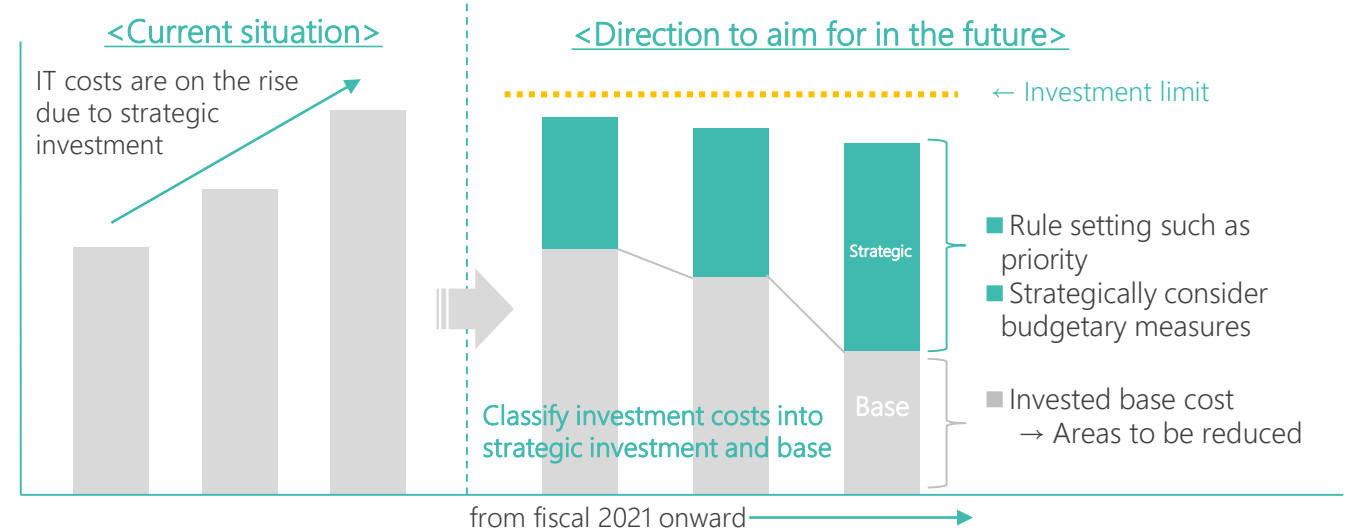 <Current situation>
IT costs are on the rise
due to strategic
investment
<Direction to aim for in the future>
← Investment limit
Strategic
Base
Classify investment costs into
strategic investment and base
■ Rule setting such as
priority
■ Strategically consider
budgetary measures
■ Invested base cost
→ Areas to be reduced
from fiscal 2021 onward